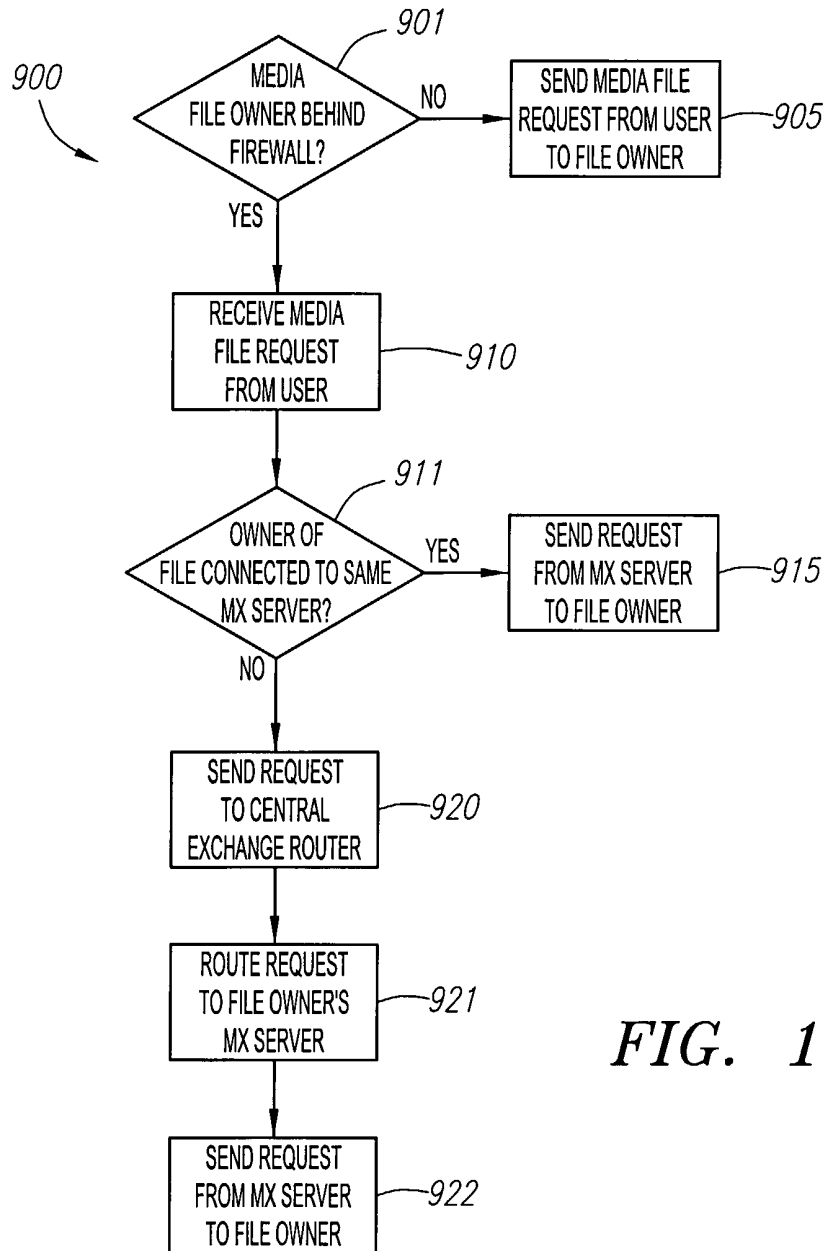 901
900
MEDIA
FILE OWNER BEHIND
FIREWALL?
NO
SEND MEDIA FILE
REQUEST FROM USER
TO FILE OWNER
905
YES
RECEIVE MEDIA
FILE REQUEST
FROM USER
910
911
OWNER OF
FILE CONNECTED TO SAME
MX SERVER?
YES
SEND REQUEST
FROM MX SERVER
TO FILE OWNER
915
NO
SEND REQUEST
TO CENTRAL
EXCHANGE ROUTER
920
ROUTE REQUEST
TO FILE OWNER'S
MX SERVER
921
FIG. 1
SEND REQUEST
FROM MX SERVER
TO FILE OWNER
922